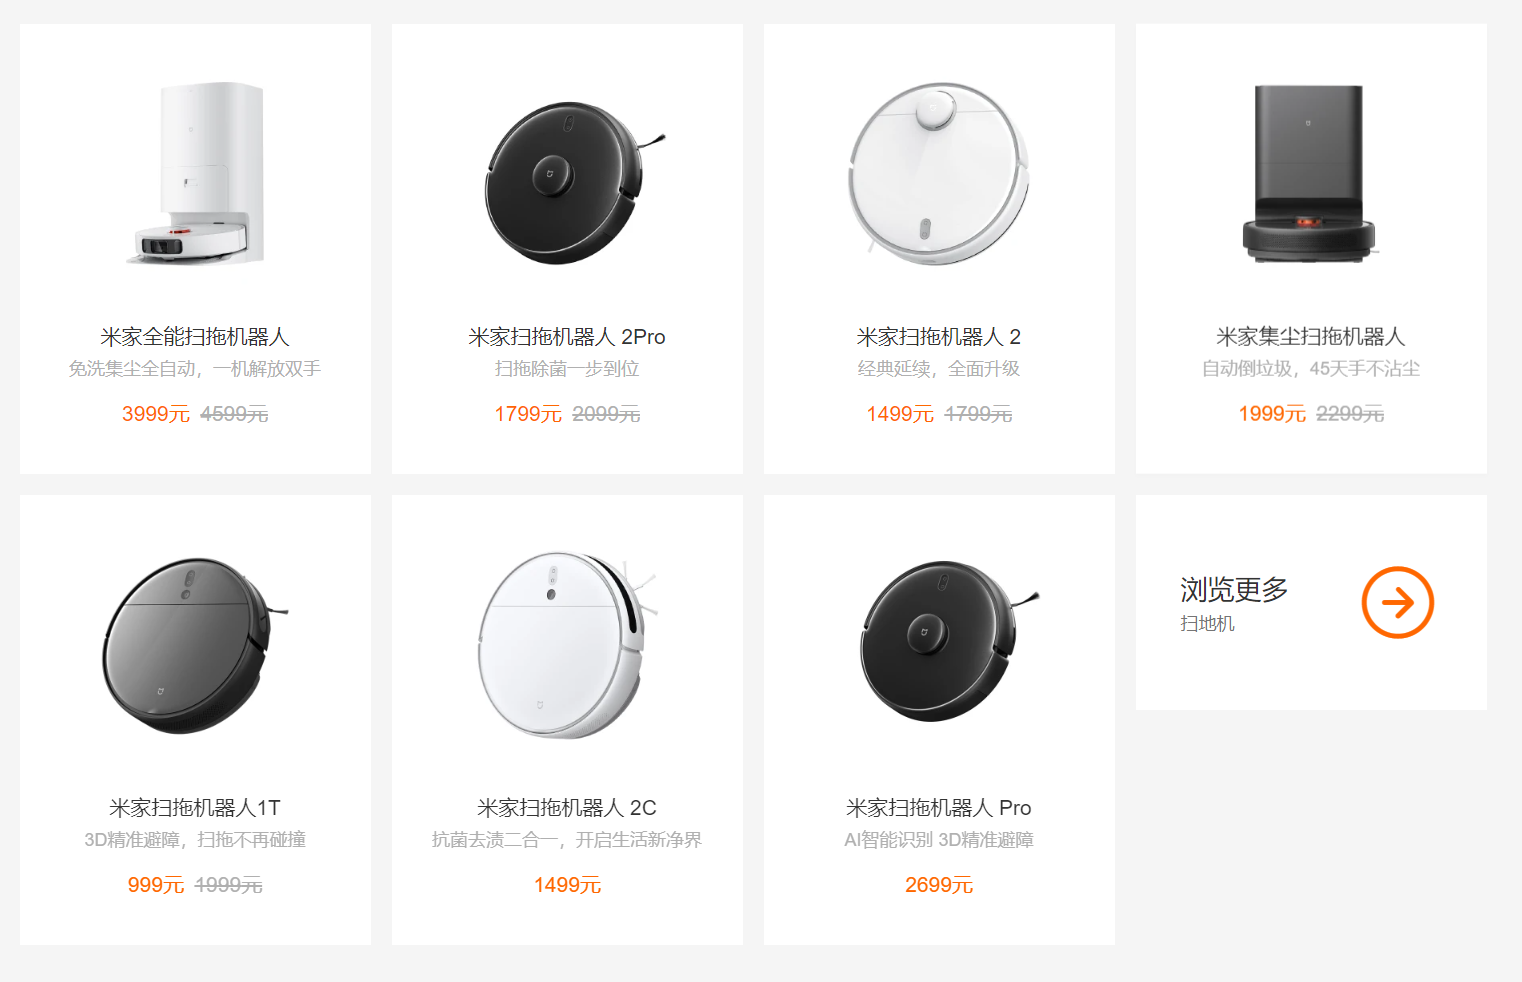 米家全能扫拖机器人
免洗集尘全自动，一机解放双手
3999元 4599元
米家扫拖机器人 2Pro
扫拖除菌一步到位
1799元 2099元
米家扫拖机器人 2
经典延续，全面升级
1499元 1799元
米家集尘扫拖机器人
自动倒垃圾，45天手不沾尘
1999元 2299元
米家扫拖机器人1T
3D精准避障，扫拖不再碰撞
999元 1999元
米家扫拖机器人 2C
抗菌去渍二合一，开启生活新净界
1499元
米家扫拖机器人 Pro
AI智能识别 3D精准避障
2699元
浏览更多
扫地机